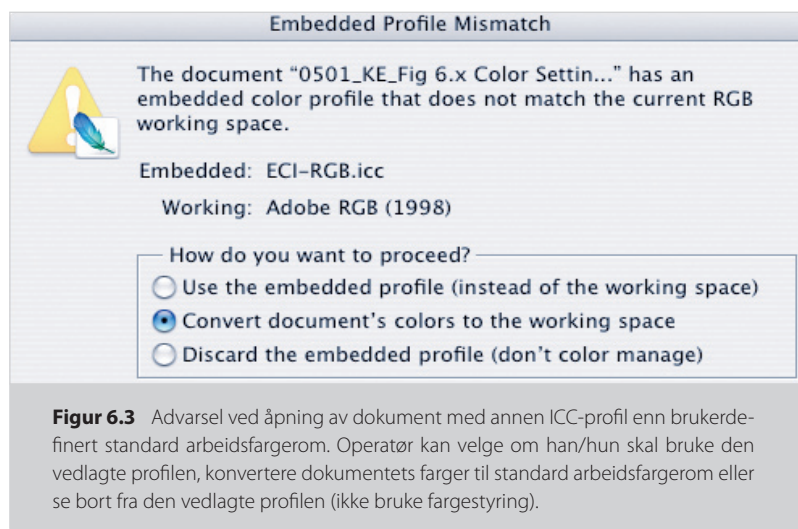 Embedded Profile Mismatch
The document “0501_KE_Fig 6.x Color Settin...” has an
embedded color profile that does not match the current RGB
working space.
Embedded: ECI-RGB.icc
Working: Adobe RGB (1998)
How do you want to proceed?
Use the embedded profile (instead of the working space)
Convert document's colors to the working space
Discard the embedded profile (don't color manage)
Figur 6.3 Advarsel ved åpning av dokument med annen ICC-profil enn brukerde-
finert standard arbeidsfargerom. Operatør kan velge om han/hun skal bruke den
vedlagte profilen, konvertere dokumentets farger til standard arbeidsfargerom eller
se bort fra den vedlagte profilen (ikke bruke fargestyring).